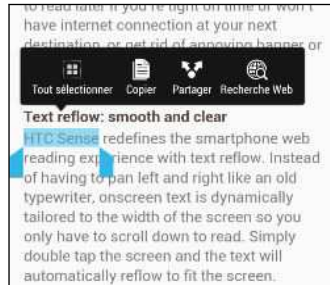 to read later if you're tight on time or won't
have internet connection at your next
destination, or get rid of annoying banner or
Tout sélectionner Copier Partager Recherche Web
Text reflow: smooth and clear
HTC Sense redefines the smartphone web
reading experience with text reflow. Instead
of having to pan left and right like an old
typewriter, onscreen text is dynamically
tailored to the width of the screen so you
only have to scroll down to read. Simply
double tap the screen and the text will
automatically reflow to fit the screen.